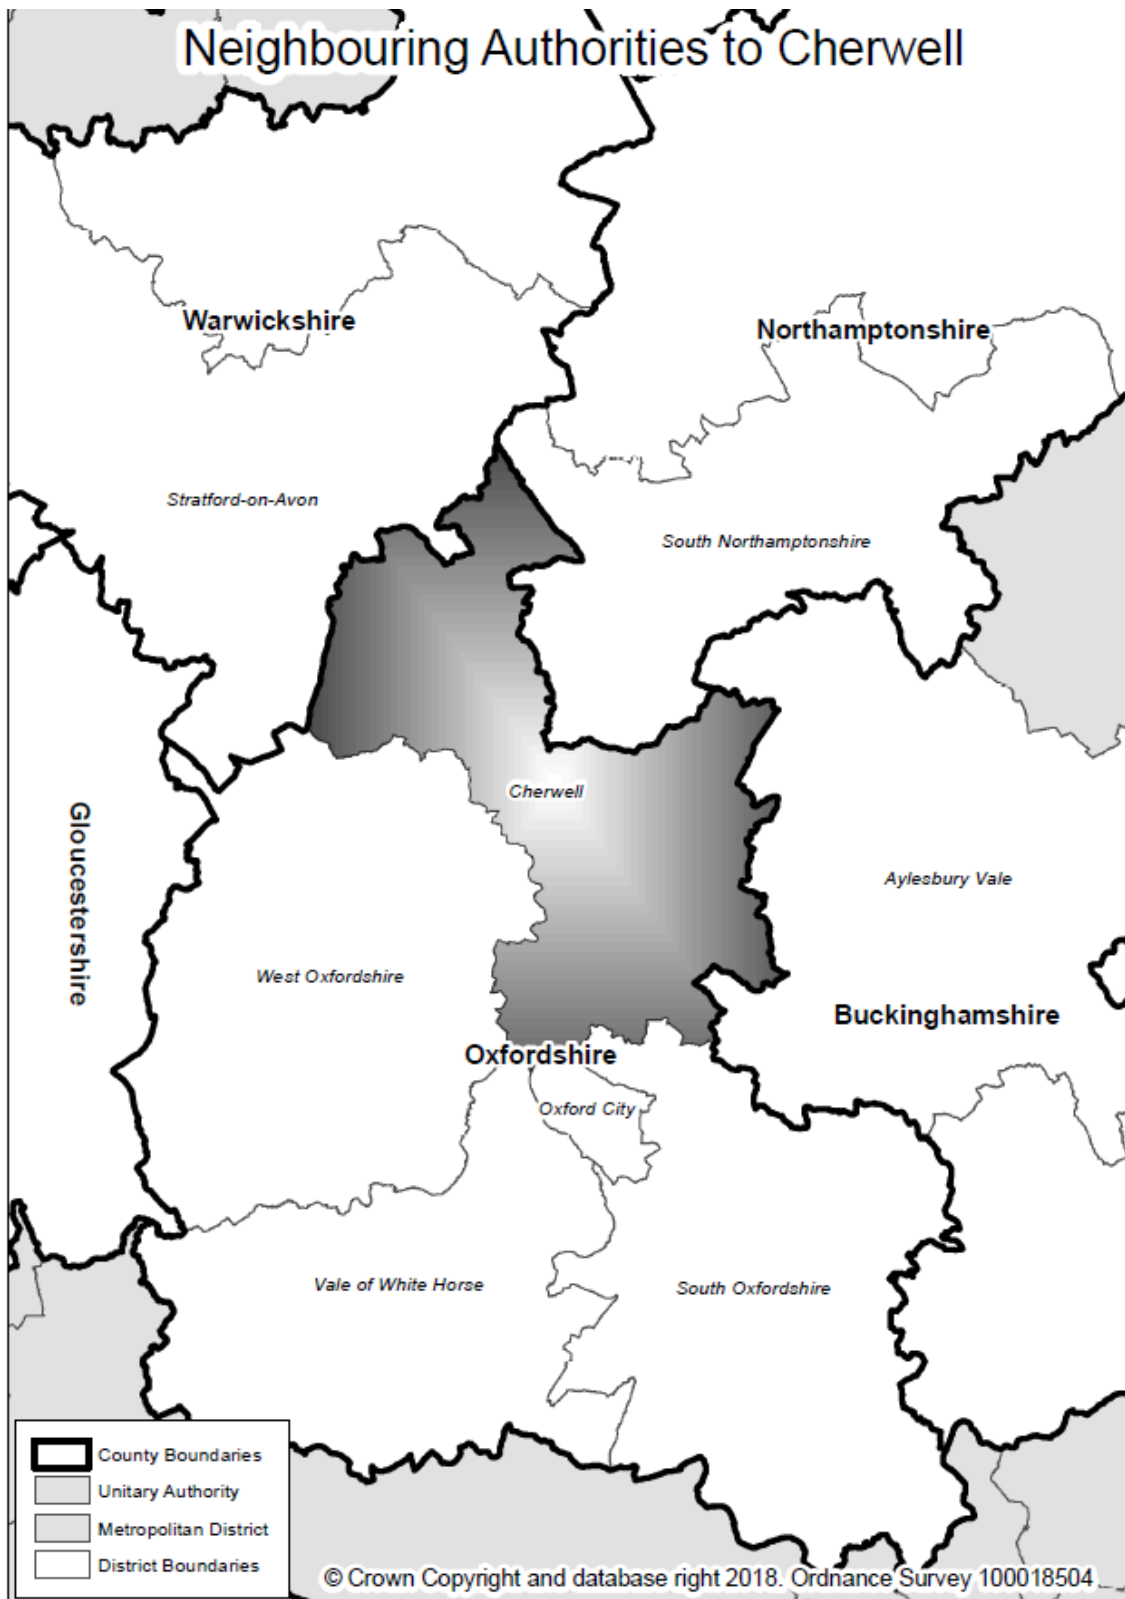 Neighbouring Authorities to Cherwell
Warwickshire
Northamptonshire
Stratford-on-Avon
South Northamptonshire
Cherwell
Gloucestershire
Aylesbury Vale
West Oxfordshire
Buckinghamshire
Oxfordshire
Oxford City
Vale of White Horse
South Oxfordshire
County Boundaries
Unitary Authority
Metropolitan District
District Boundaries
© Crown Copyright and database right 2018. Ordnance Survey 100018504